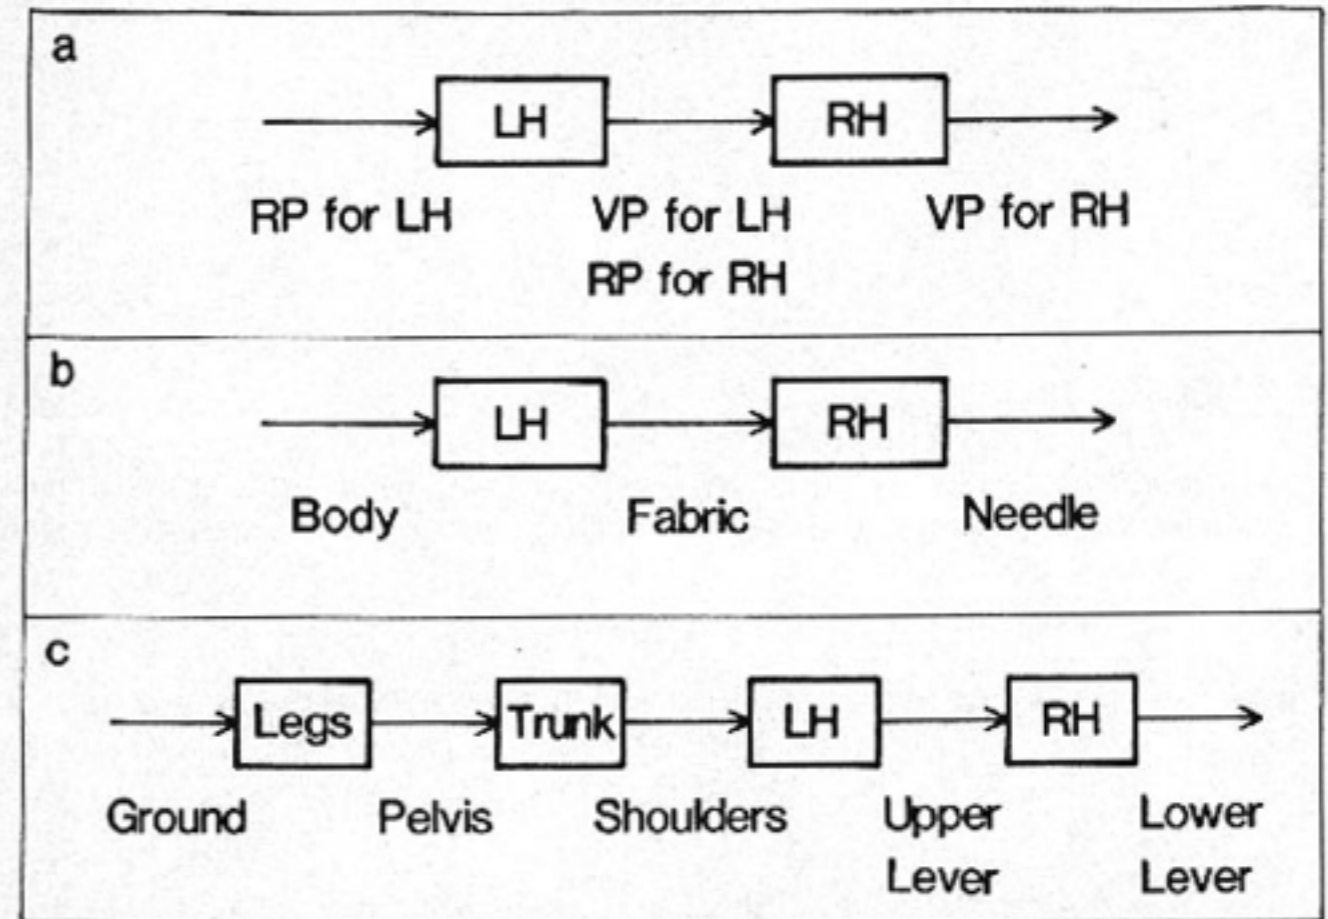 a
LH RH
RP for LH VP for LH VP for RH
RP for RH
b
LH RH
Body Fabric Needle
c
Legs Trunk LH RH
Ground Pelvis Shoulders Upper Lower
Lever Lever